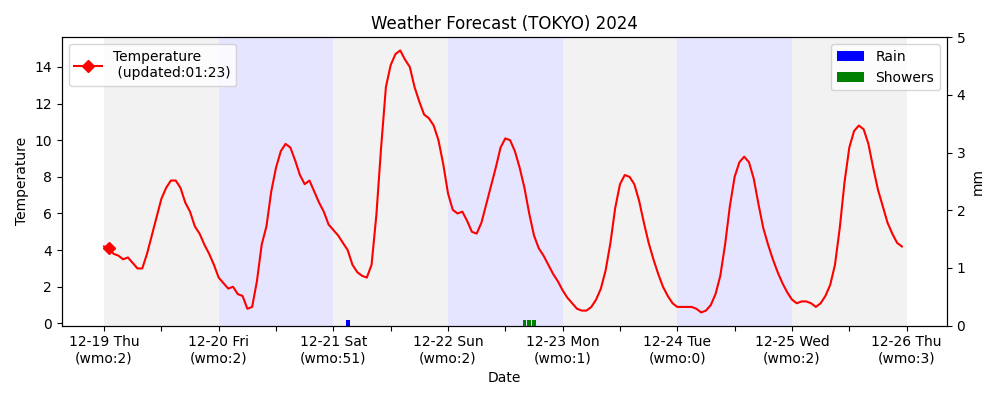 Weather Forecast (TOKYO) 2024
Temperature
(updated:01:23)
Rain
Showers
Temperature
14
12
10
8
6
4
2
0
5
4
3
2
1
0
mm
12-19 Thu 12-20 Fri 12-21 Sat 12-22 Sun 12-23 Mon 12-24 Tue 12-25 Wed 12-26 Thu
(wmo:2) (wmo:2) (wmo:51) (wmo:2) (wmo:1) (wmo:0) (wmo:2) (wmo:3)
Date